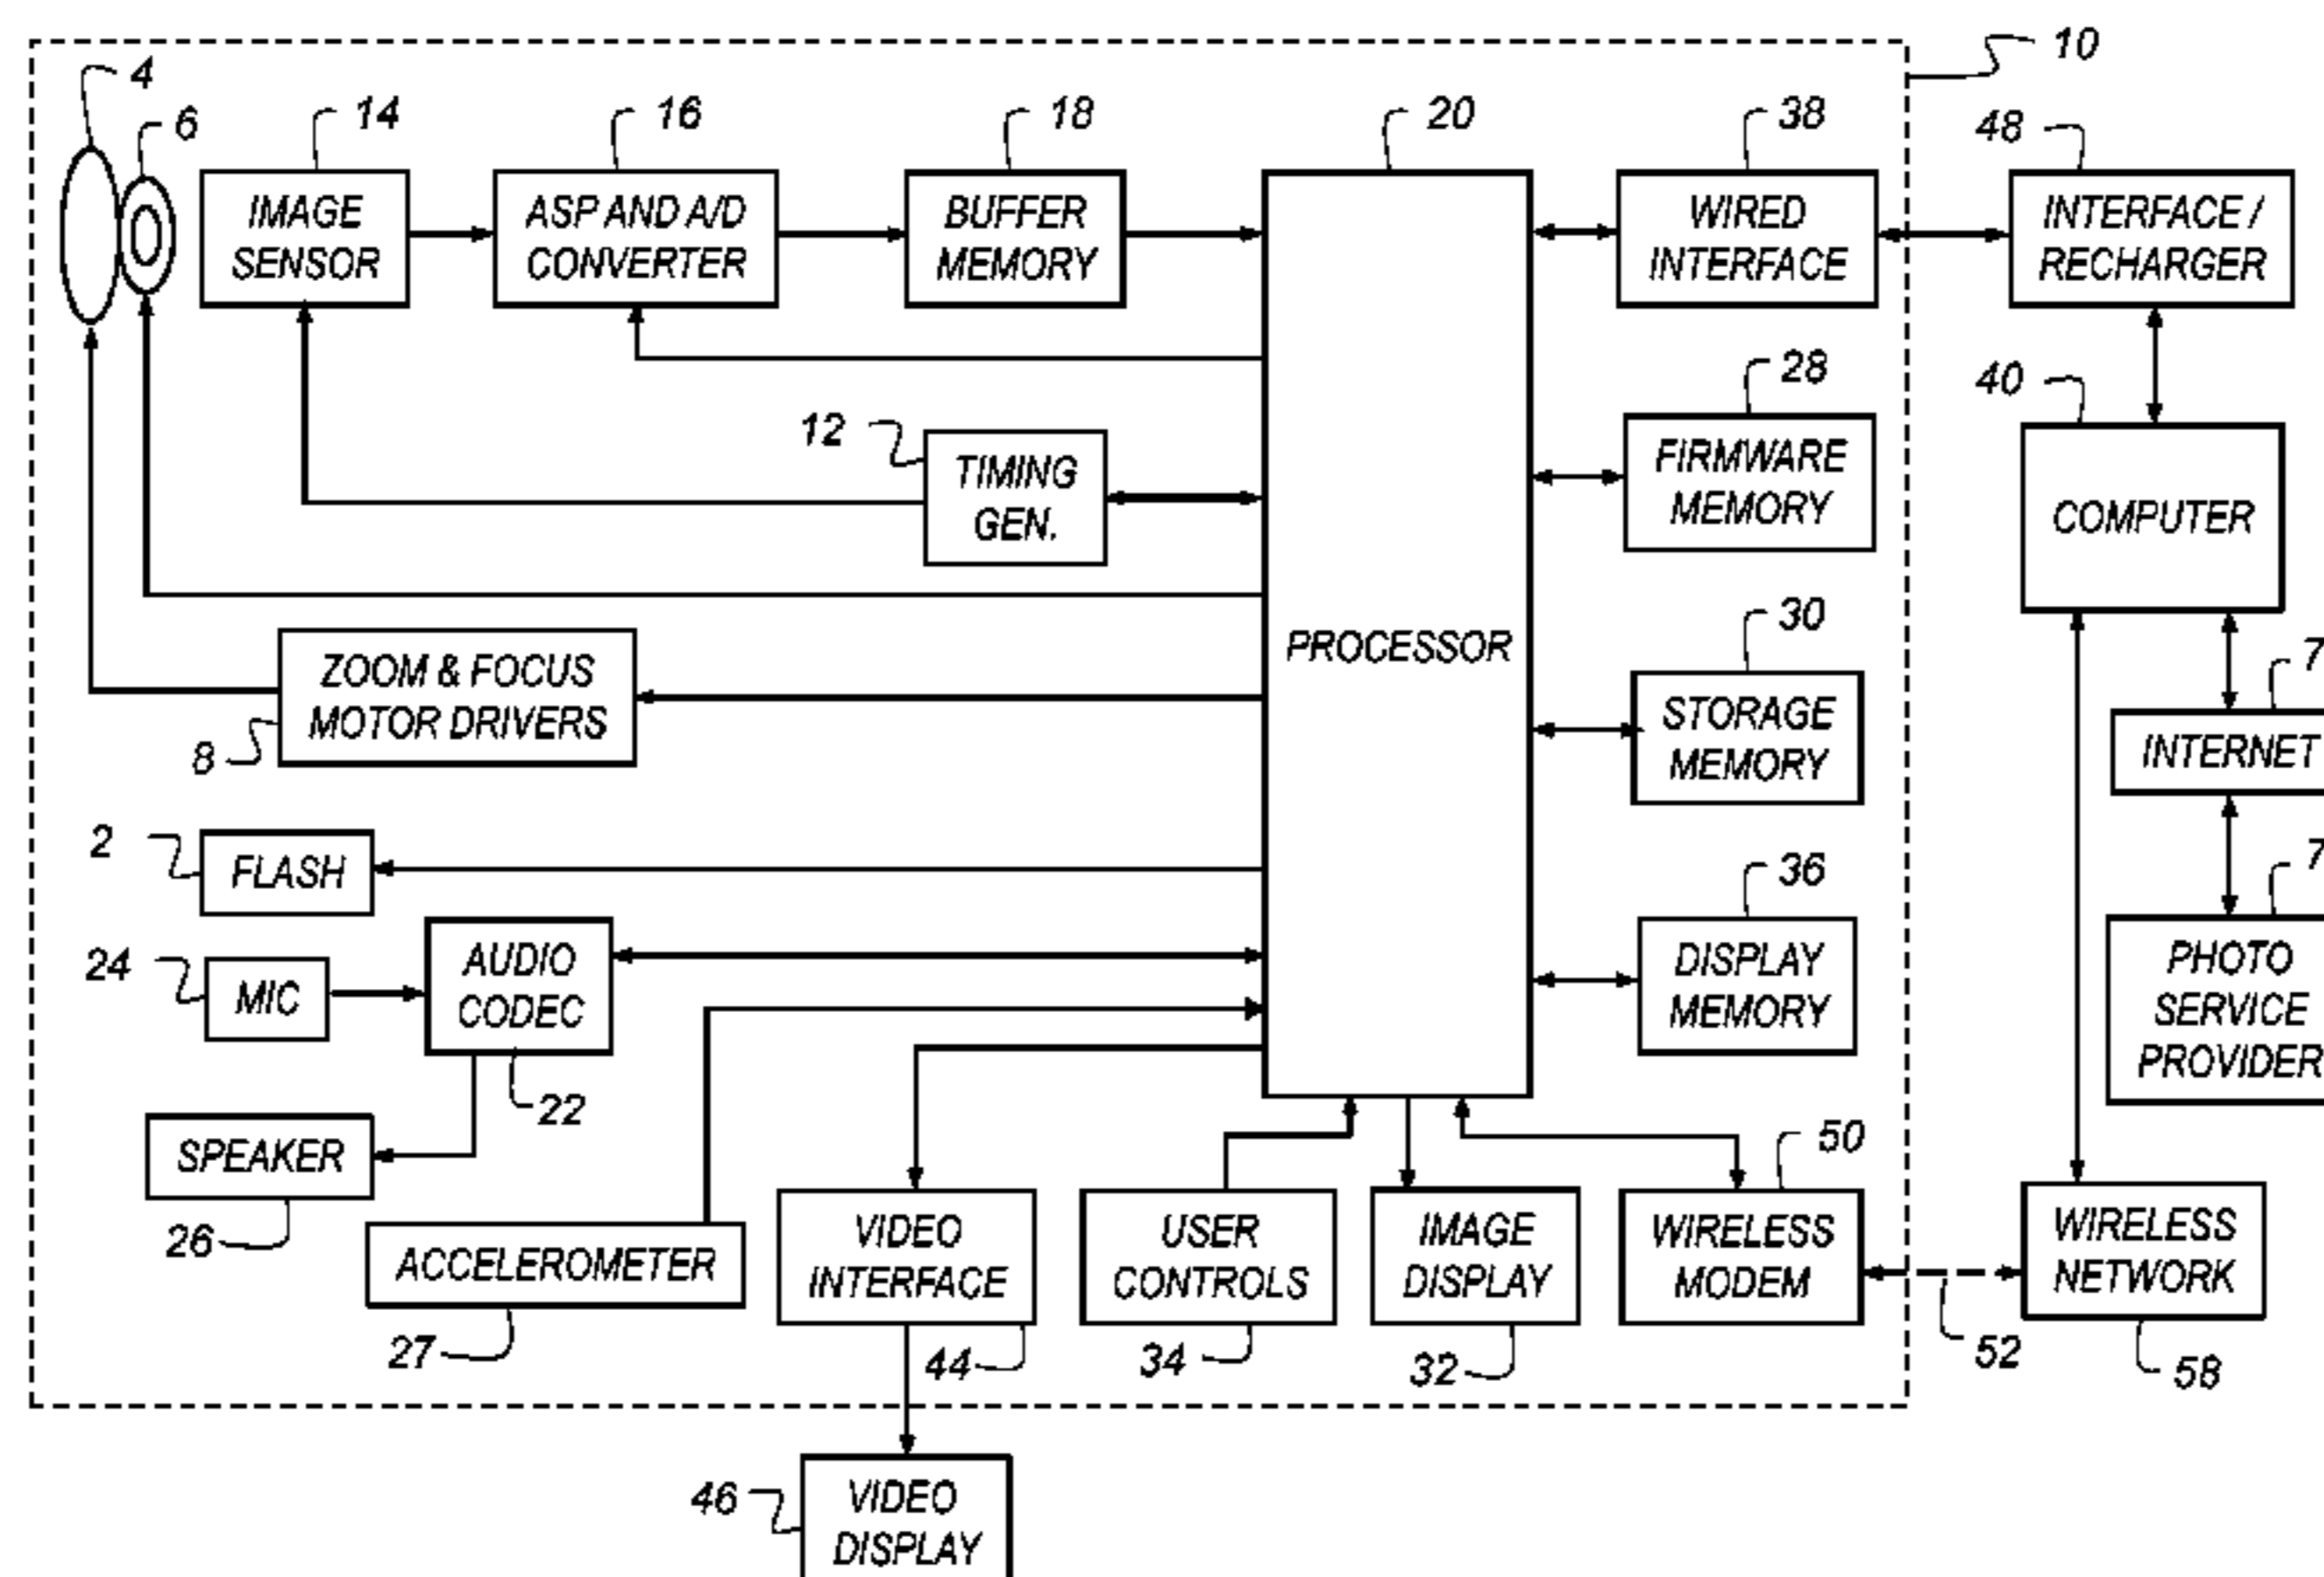 10
4
6
14
16
18
20
38
48
IMAGE
SENSOR
ASP AND A/D
CONVERTER
BUFFER
MEMORY
WIRED
INTERFACE
INTERFACE /
RECHARGER
28
40
12
TIMING
GEN.
FIRMWARE
MEMORY
COMPUTER
30
PROCESSOR
ZOOM & FOCUS
MOTOR DRIVERS
8
STORAGE
MEMORY
7
INTERNET
2
FLASH
36
7
24
MIC
AUDIO
CODEC
22
DISPLAY
MEMORY
PHOTO
SERVICE
PROVIDER
SPEAKER
26
50
ACCELEROMETER
27
VIDEO
INTERFACE
44
USER
CONTROLS
34
IMAGE
DISPLAY
32
WIRELESS
MODEM
52
WIRELESS
NETWORK
58
46
VIDEO
DISPLAY